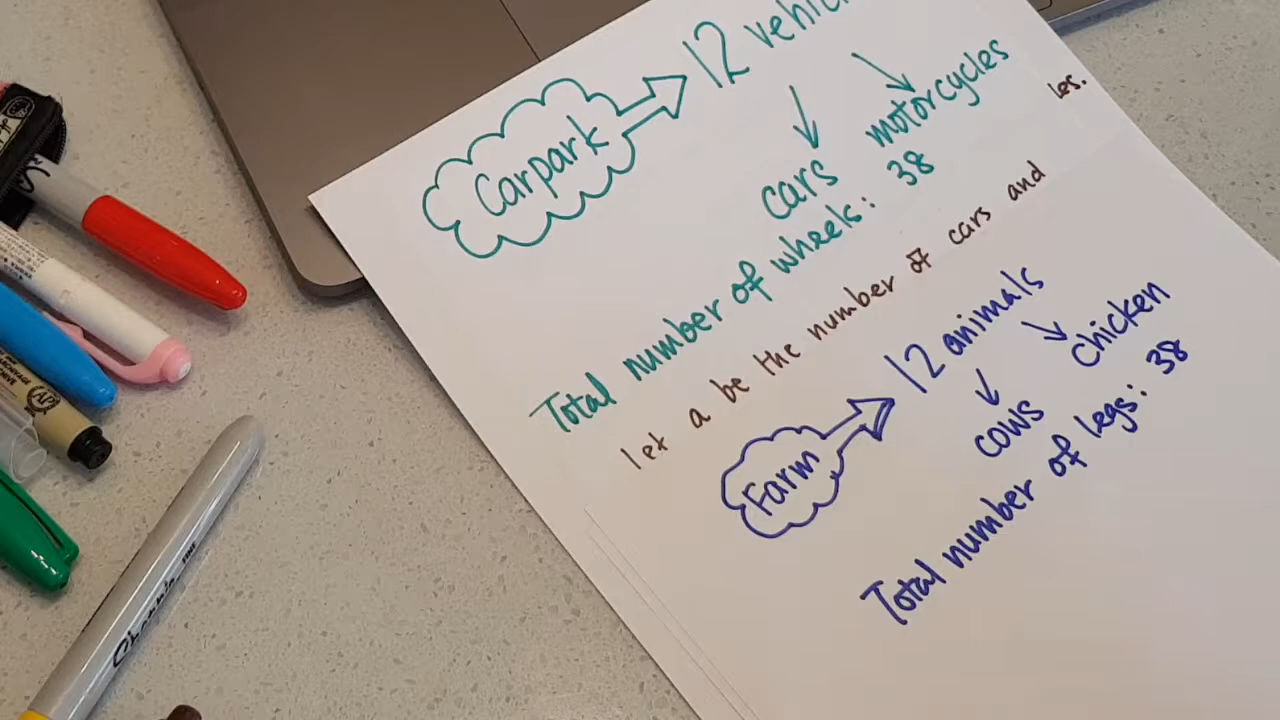 Carpark
12
cars motorcycles
Total number of wheels: 38
les.
let a be the number of cars and
Farm
12 animals
cows chicken
Total number of legs: 38
FINE